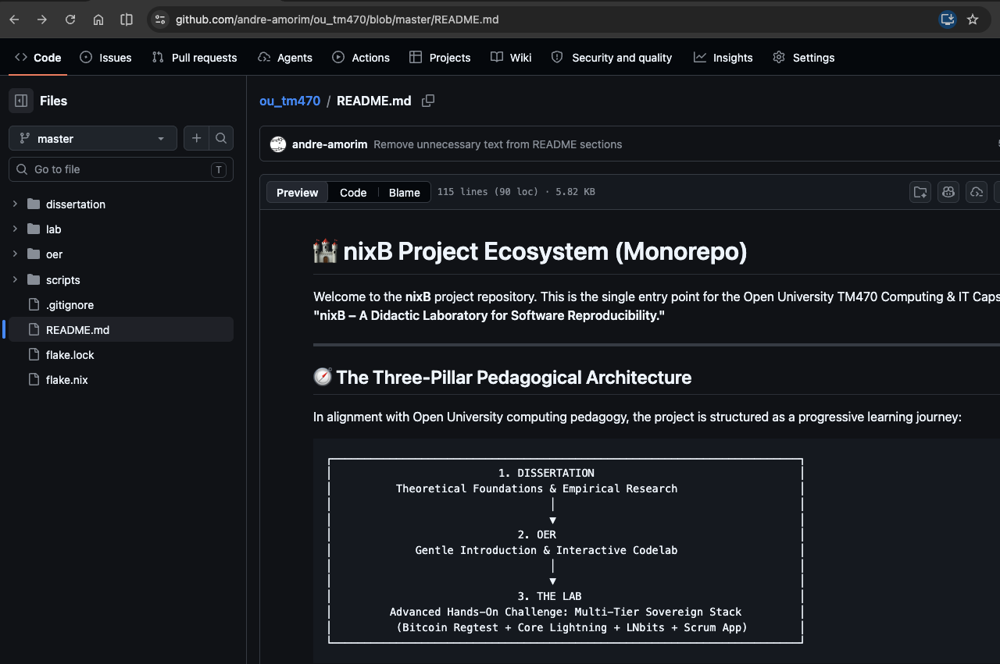 github.com/andre-amorim/ou_tm470/blob/master/README.md
Code
Issues
Pull requests
Agents
Actions
Projects
Wiki
Security and quality
Insights
Settings
Files
ou_tm470 / README.md
master
andre-amorim Remove unnecessary text from README sections
Go to file
T
Preview
Code
Blame
115 lines (90 loc) · 5.82 KB
dissertation
lab
oer
scripts
.gitignore
README.md
flake.lock
flake.nix
nixB Project Ecosystem (Monorepo)
Welcome to the nixB project repository. This is the single entry point for the Open University TM470 Computing & IT Caps
"nixB – A Didactic Laboratory for Software Reproducibility."
The Three-Pillar Pedagogical Architecture
In alignment with Open University computing pedagogy, the project is structured as a progressive learning journey:
1. DISSERTATION
Theoretical Foundations & Empirical Research
2. OER
Gentle Introduction & Interactive Codelab
3. THE LAB
Advanced Hands-On Challenge: Multi-Tier Sovereign Stack
(Bitcoin Regtest + Core Lightning + LNbits + Scrum App)